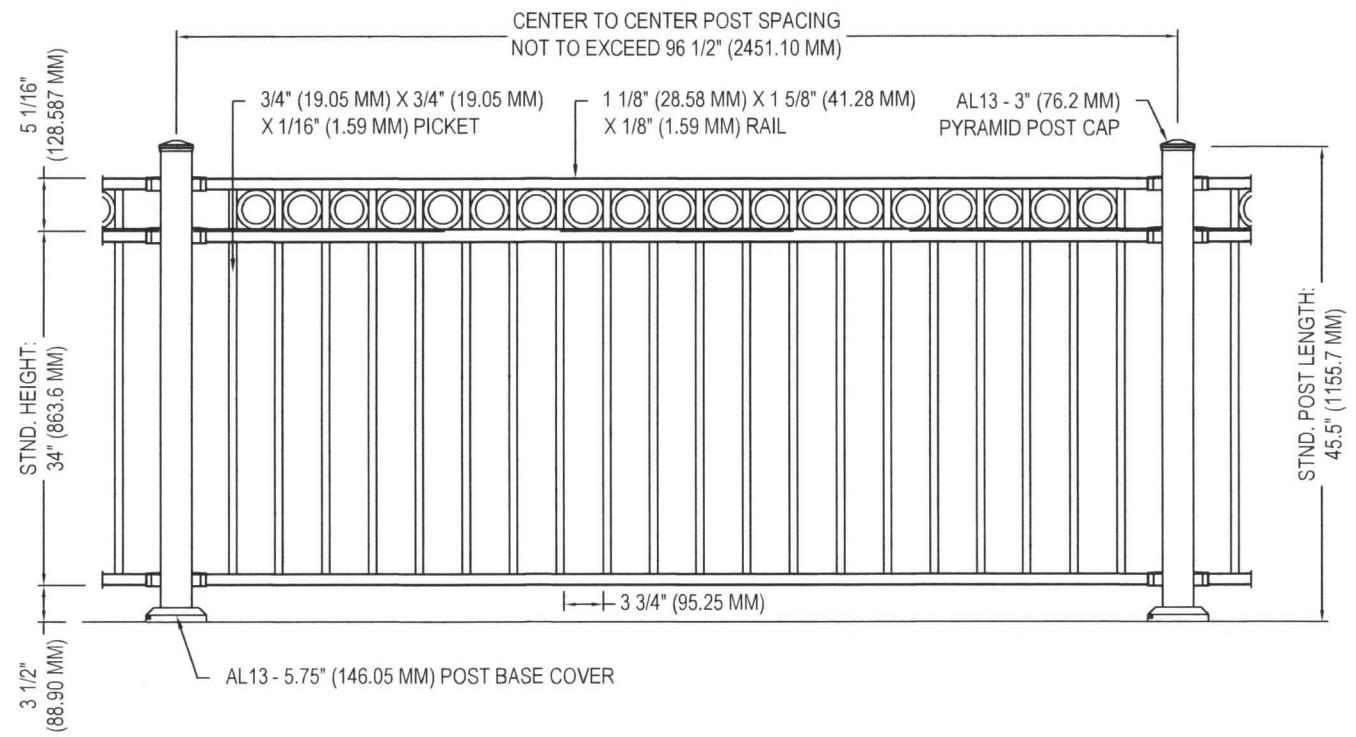 CENTER TO CENTER POST SPACING
NOT TO EXCEED 96 1/2" (2451.10 MM)
5 1/16"
(128.587 MM)
3/4" (19.05 MM) X 3/4" (19.05 MM)
X 1/16" (1.59 MM) PICKET
1 1/8" (28.58 MM) X 1 5/8" (41.28 MM)
X 1/8" (1.59 MM) RAIL
AL13 - 3" (76.2 MM)
PYRAMID POST CAP
STND. HEIGHT:
34" (863.6 MM)
STND. POST LENGTH:
45.5" (1155.7 MM)
3 3/4" (95.25 MM)
3 1/2"
(88.90 MM)
AL13 - 5.75" (146.05 MM) POST BASE COVER